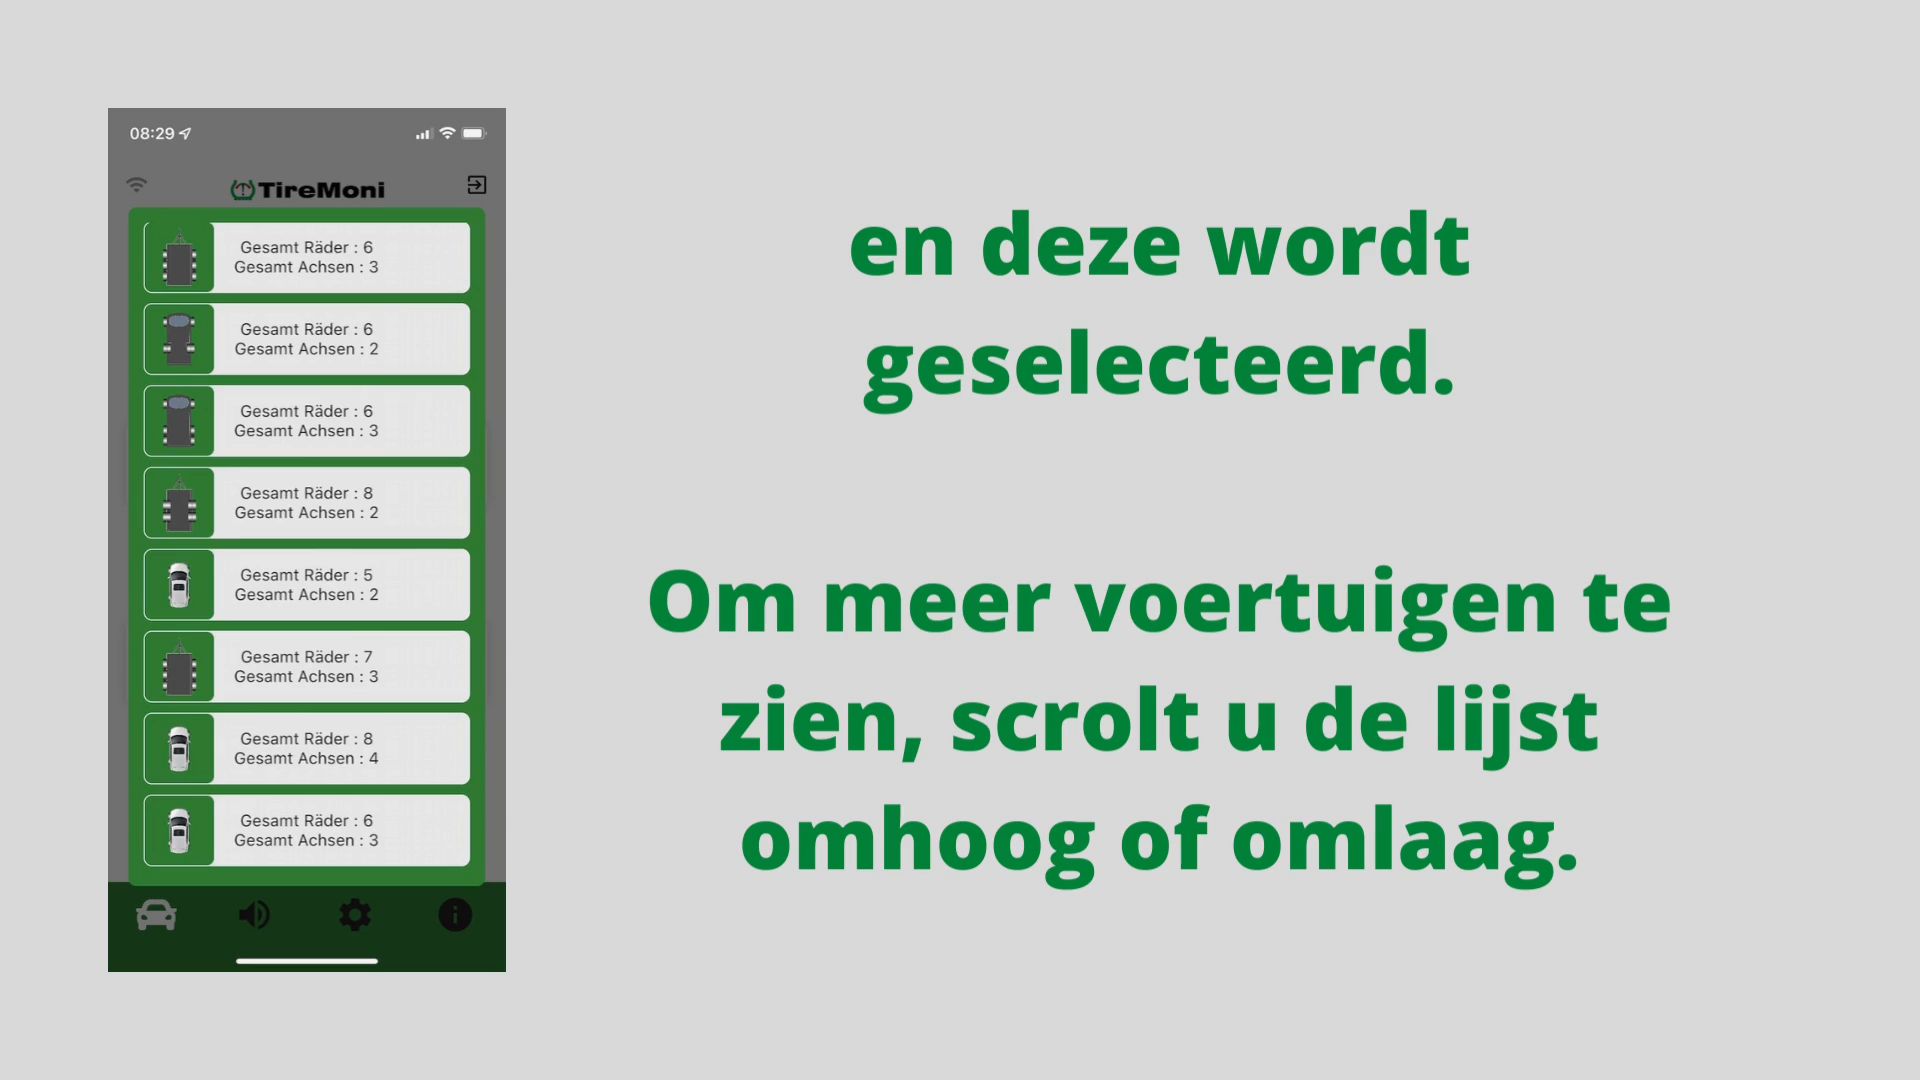 08:29
TireMoni
Gesamt Räder : 6
Gesamt Achsen : 3
Gesamt Räder : 6
Gesamt Achsen : 2
Gesamt Räder : 6
Gesamt Achsen : 3
Gesamt Räder : 8
Gesamt Achsen : 2
Gesamt Räder : 5
Gesamt Achsen : 2
Gesamt Räder : 7
Gesamt Achsen : 3
Gesamt Räder : 8
Gesamt Achsen : 4
Gesamt Räder : 6
Gesamt Achsen : 3
en deze wordt
geselecteerd.
Om meer voertuigen te
zien, scrolt u de lijst
omhoog of omlaag.